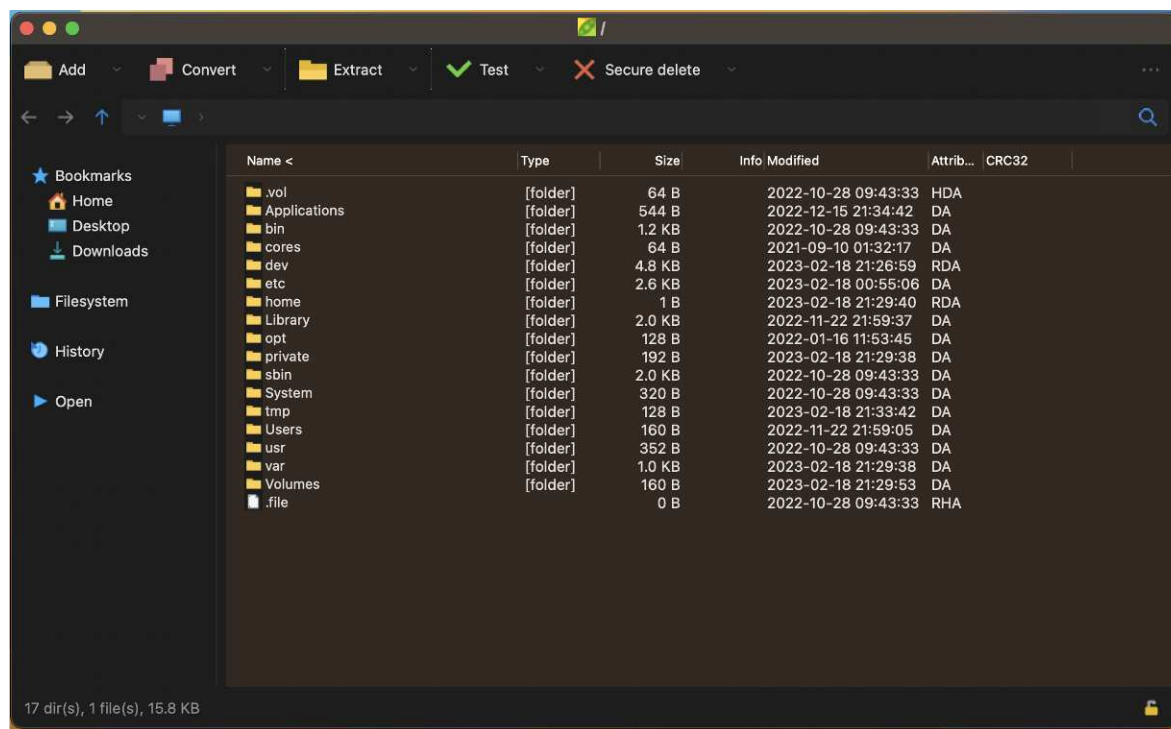 /
Add Convert Extract Test Secure delete ...
Bookmarks
Home
Desktop
Downloads
Filesystem
History
Open
Name < Type Size Info Modified Attrib... CRC32
.vol [folder] 64 B 2022-10-28 09:43:33 HDA
Applications [folder] 544 B 2022-12-15 21:34:42 DA
bin [folder] 1.2 KB 2022-10-28 09:43:33 DA
cores [folder] 64 B 2021-09-10 01:32:17 DA
dev [folder] 4.8 KB 2023-02-18 21:26:59 RDA
etc [folder] 2.6 KB 2023-02-18 00:55:06 DA
home [folder] 1 B 2023-02-18 21:29:40 RDA
Library [folder] 2.0 KB 2022-11-22 21:59:37 DA
opt [folder] 128 B 2022-01-16 11:53:45 DA
private [folder] 192 B 2023-02-18 21:29:38 DA
sbin [folder] 2.0 KB 2022-10-28 09:43:33 DA
System [folder] 320 B 2022-10-28 09:43:33 DA
tmp [folder] 128 B 2023-02-18 21:33:42 DA
Users [folder] 160 B 2022-11-22 21:59:05 DA
usr [folder] 352 B 2022-10-28 09:43:33 DA
var [folder] 1.0 KB 2023-02-18 21:29:38 DA
Volumes [folder] 160 B 2023-02-18 21:29:53 DA
.file 0 B 2022-10-28 09:43:33 RHA
17 dir(s), 1 file(s), 15.8 KB